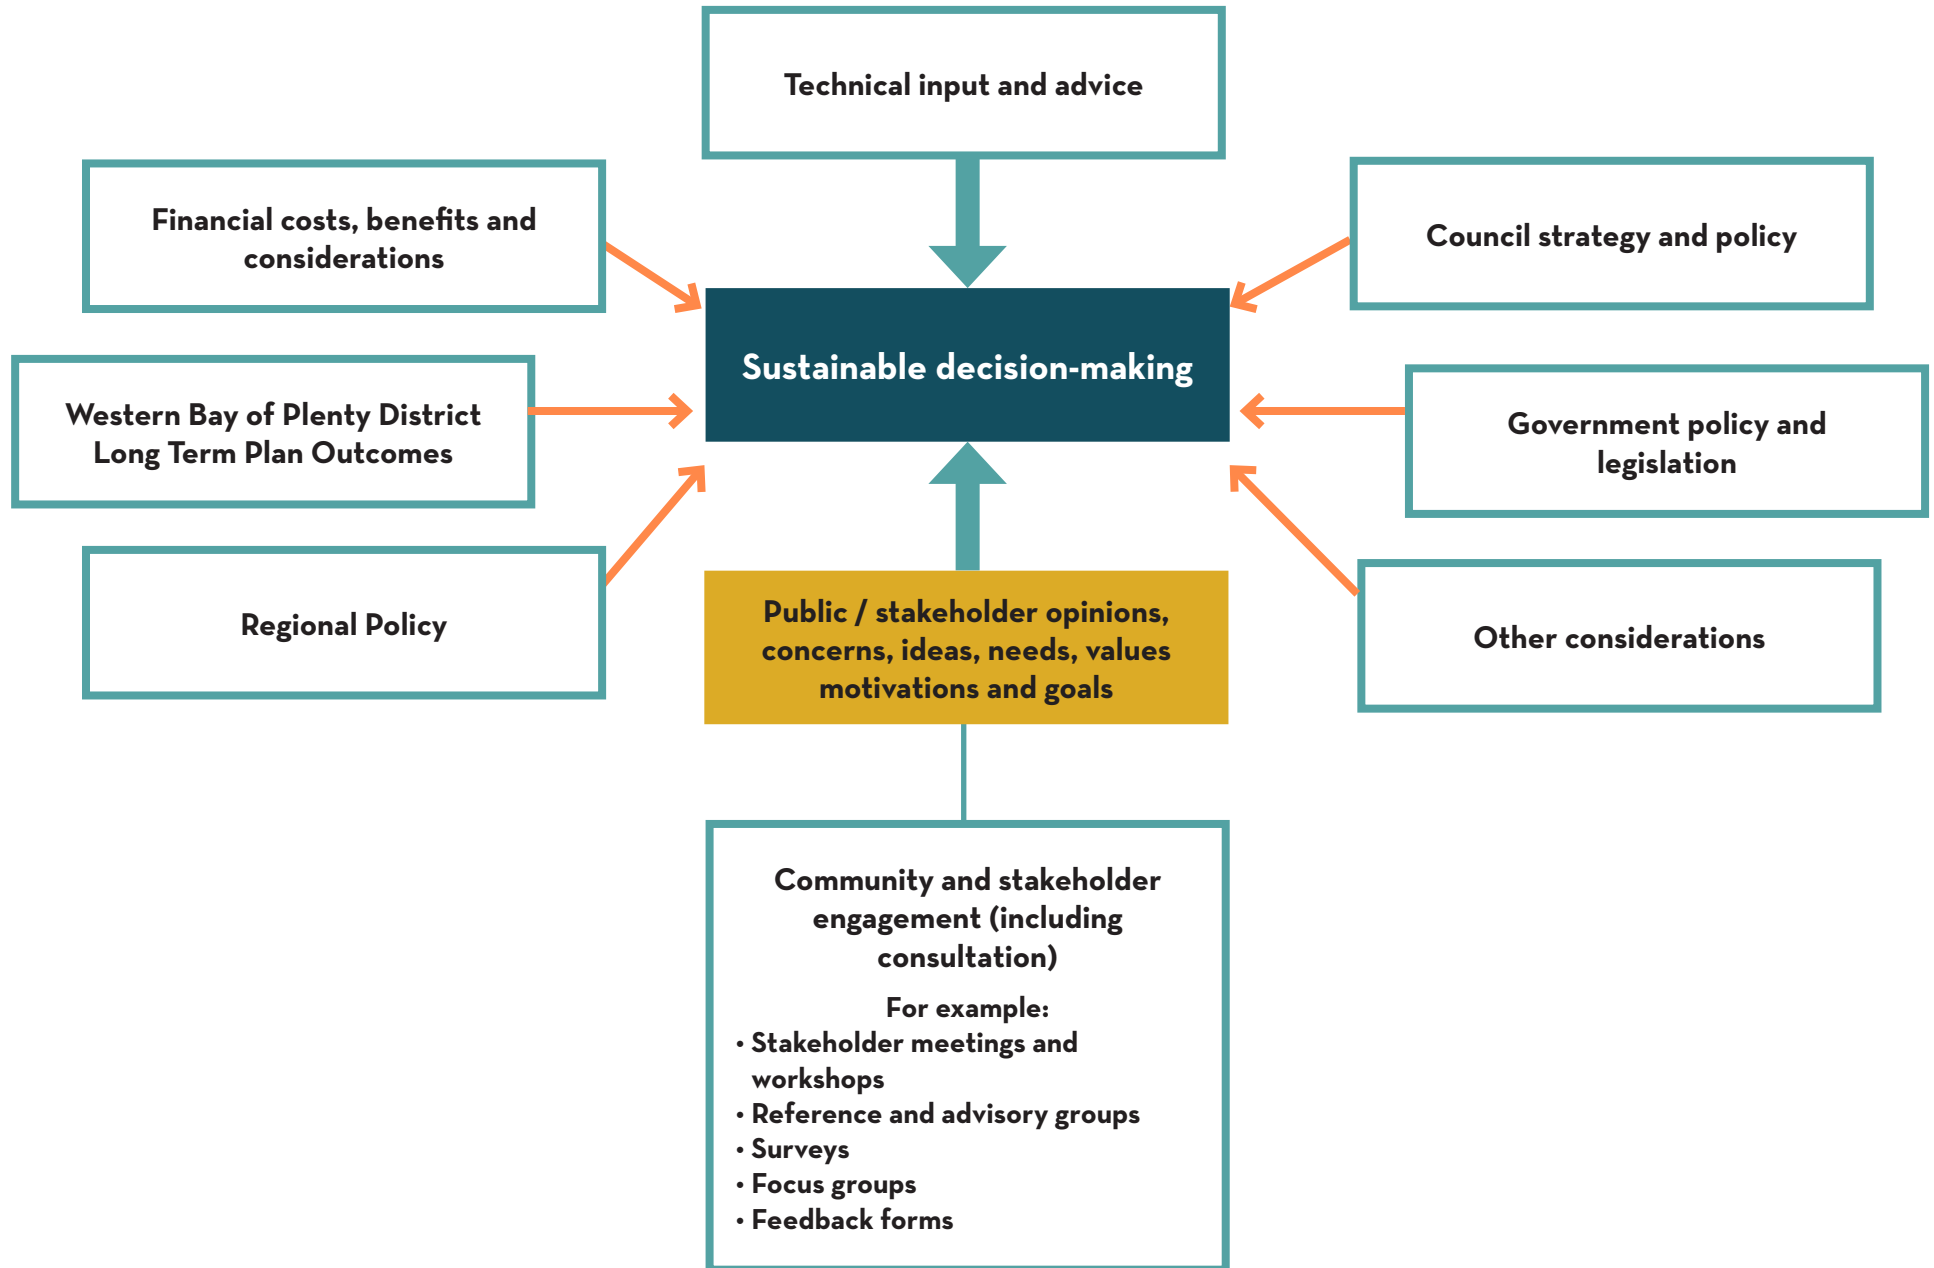 Technical input and advice
Financial costs, benefits and
considerations
Council strategy and policy
Sustainable decision-making
Western Bay of Plenty District
Long Term Plan Outcomes
Government policy and
legislation
Regional Policy
Public / stakeholder opinions,
concerns, ideas, needs, values
motivations and goals
Other considerations
Community and stakeholder
engagement (including
consultation)
For example:
• Stakeholder meetings and
workshops
• Reference and advisory groups
• Surveys
• Focus groups
• Feedback forms